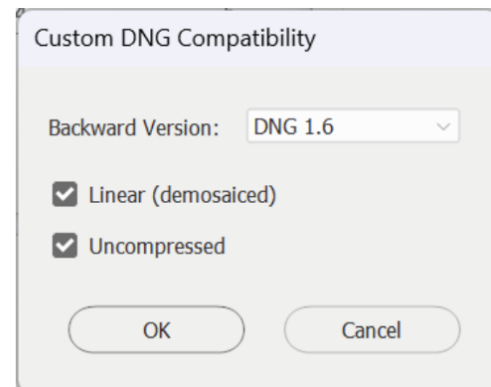 Custom DNG Compatibility
Backward Version: DNG 1.6
Linear (demosaiced)
Uncompressed
OK Cancel